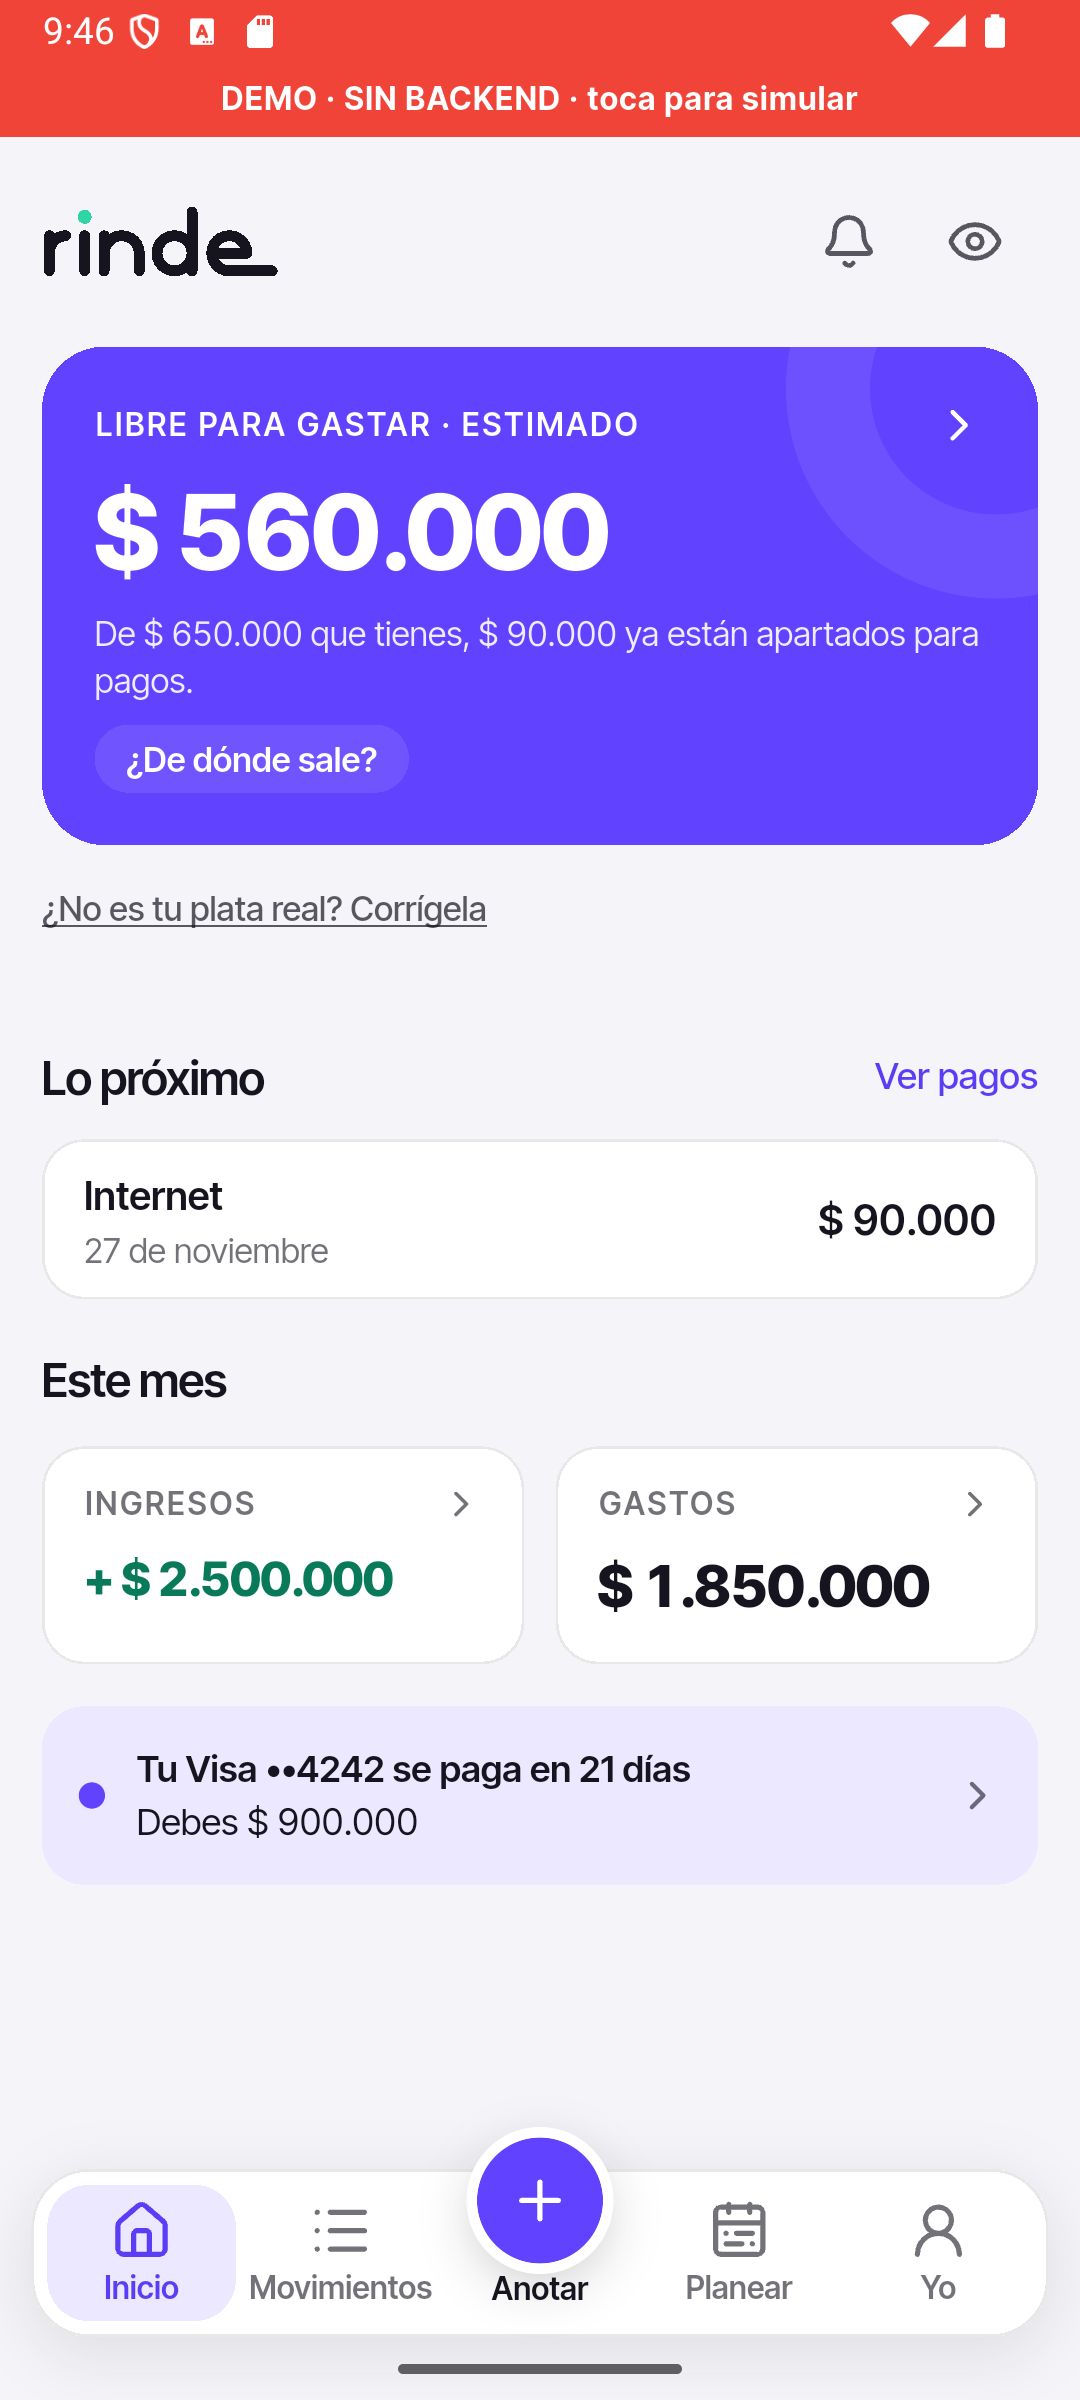 9:46
DEMO · SIN BACKEND · toca para simular
rinde
LIBRE PARA GASTAR · ESTIMADO
$ 560.000
De $ 650.000 que tienes, $ 90.000 ya están apartados para
pagos.
¿De dónde sale?
¿No es tu plata real? Corrígela
Lo próximo
Ver pagos
Internet
$ 90.000
27 de noviembre
Este mes
INGRESOS
+ $ 2.500.000
GASTOS
$ 1.850.000
Tu Visa ••4242 se paga en 21 días
Debes $ 900.000
Inicio
Movimientos
Anotar
Planear
Yo